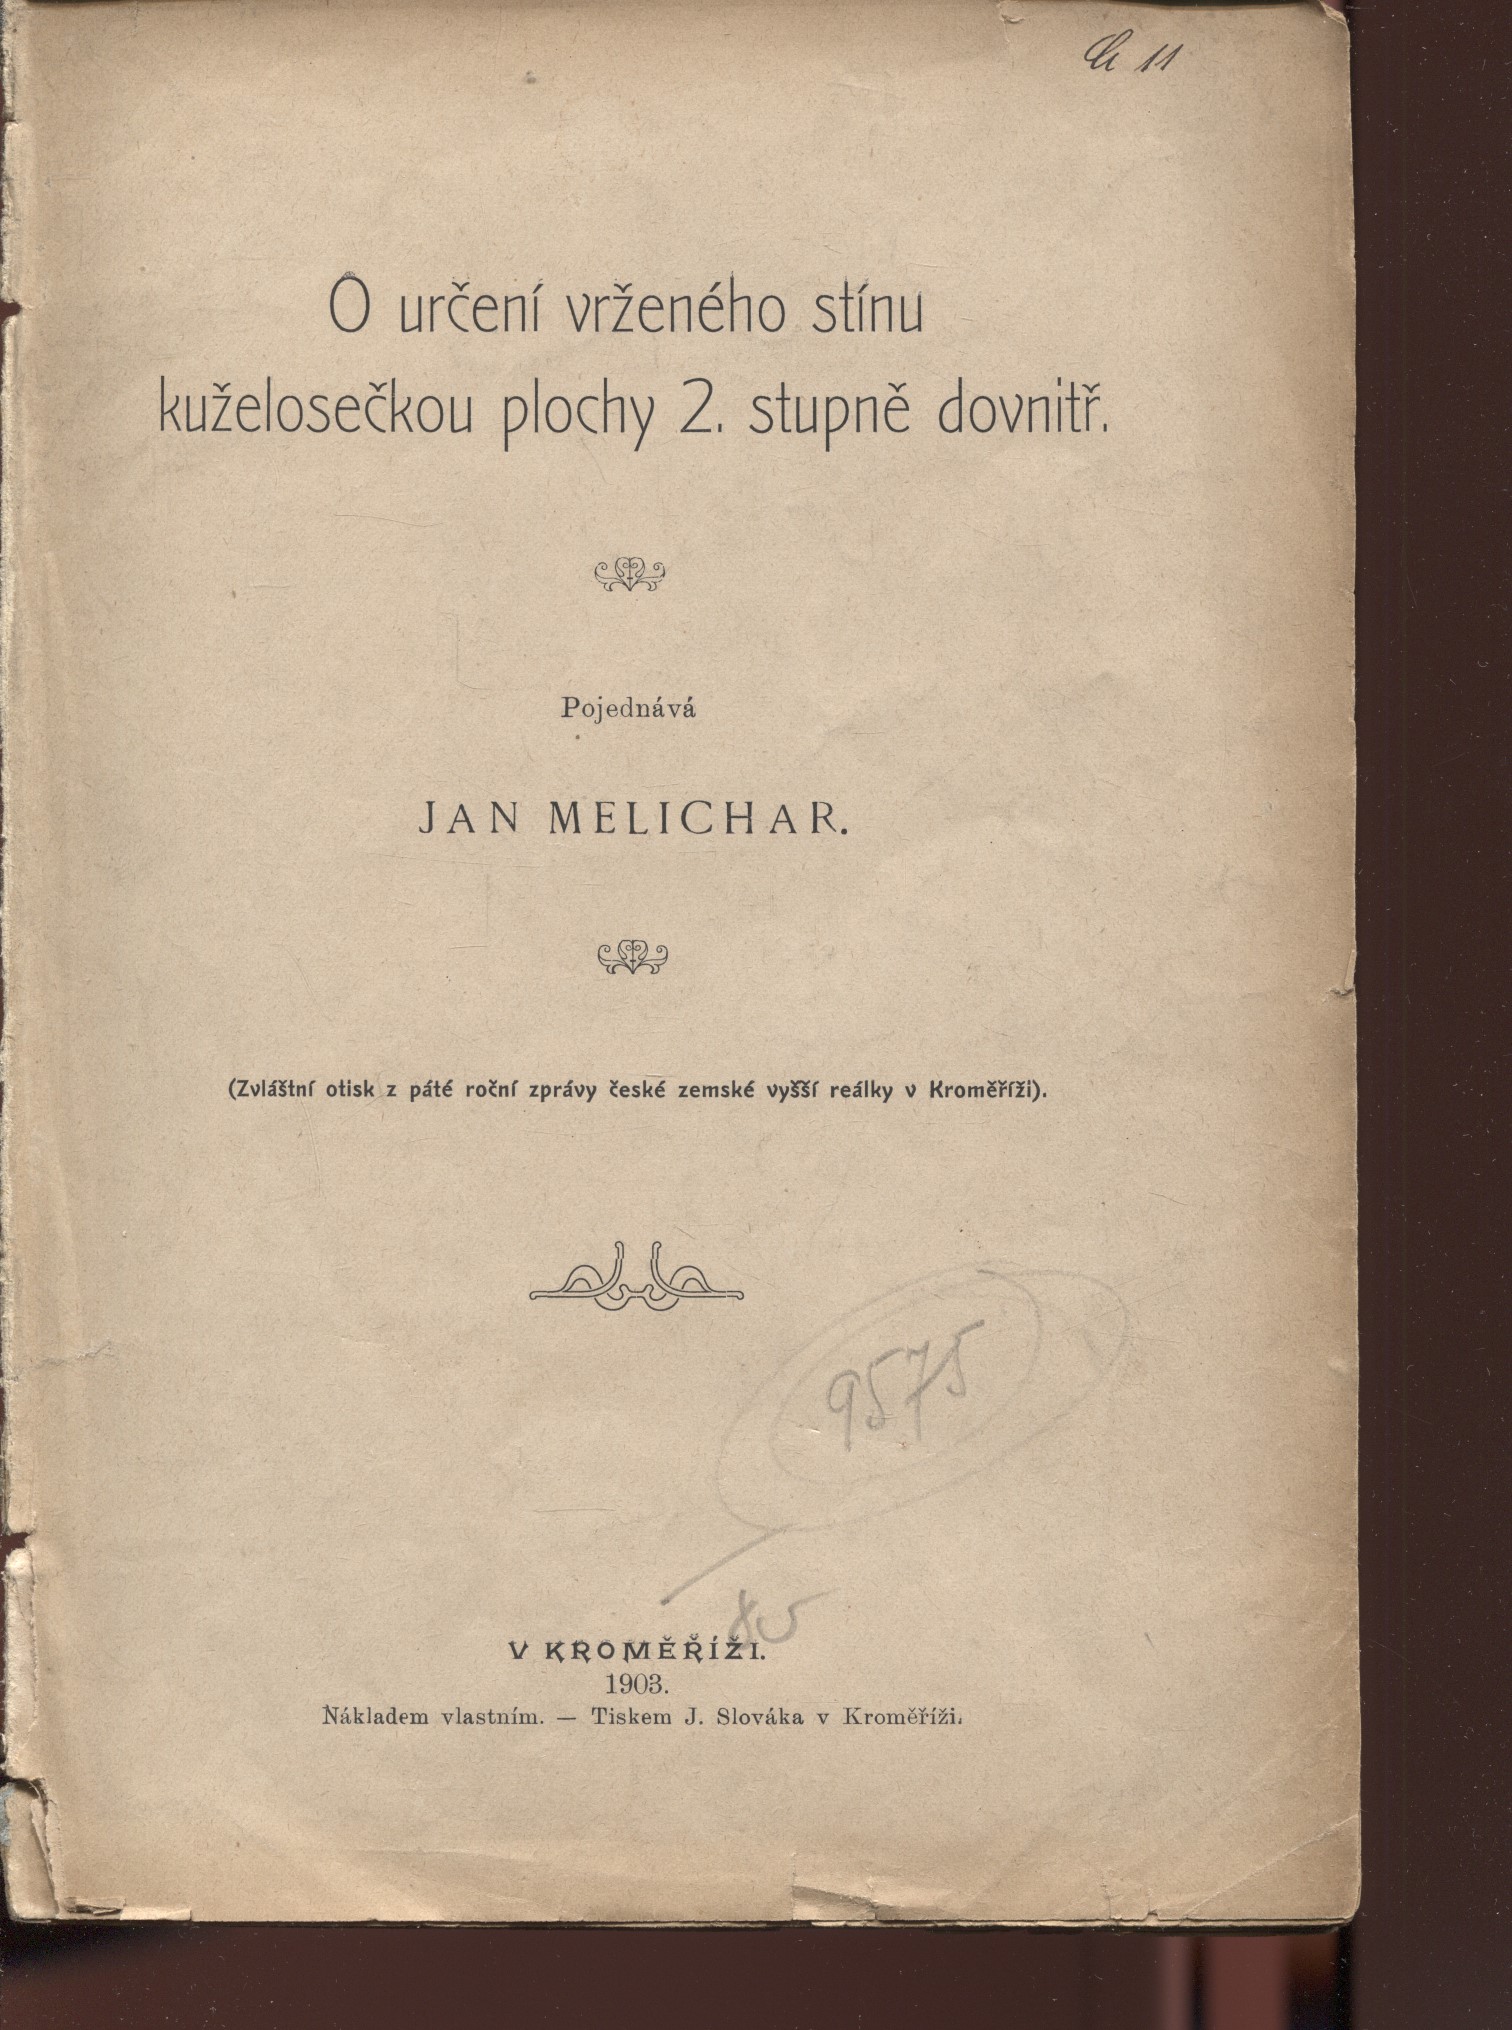 11
O určení vrženého stínu
kuželosečkou plochy 2. stupně dovnitř.
Pojednává
JAN MELICHAR.
(Zvláštní otisk z páté roční zprávy české zemské vyšší reálky v Kroměříži).
9575
V KROMĚŘÍŽI.
1903.
Nákladem vlastním. — Tiskem J. Slováka v Kroměříži.